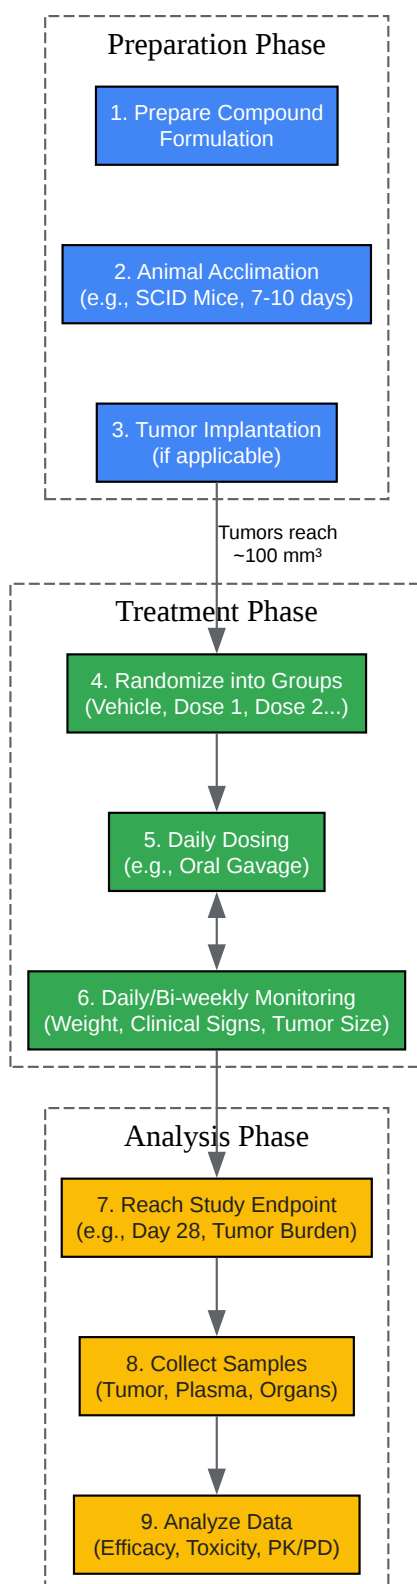 Preparation Phase
1. Prepare Compound
Formulation
2. Animal Acclimation
(e.g., SCID Mice, 7-10 days)
3. Tumor Implantation
(if applicable)
Tumors reach
~100 mm³
Treatment Phase
4. Randomize into Groups
(Vehicle, Dose 1, Dose 2...)
5. Daily Dosing
(e.g., Oral Gavage)
6. Daily/Bi-weekly Monitoring
(Weight, Clinical Signs, Tumor Size)
Analysis Phase
7. Reach Study Endpoint
(e.g., Day 28, Tumor Burden)
8. Collect Samples
(Tumor, Plasma, Organs)
9. Analyze Data
(Efficacy, Toxicity, PK/PD)